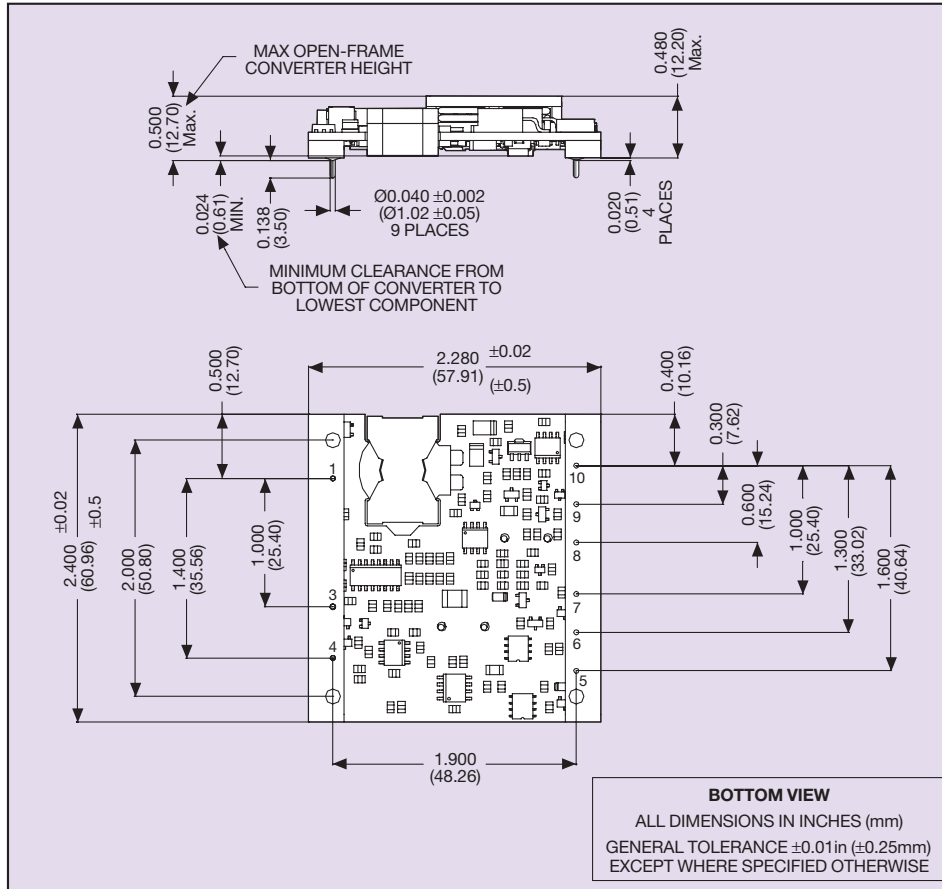 MAX OPEN-FRAME
CONVERTER HEIGHT
0.500
(12.70)
Max.
0.480
(12.20)
Max.
0.024
(0.61)
MIN.
0.138
(3.50)
Ø0.040 ±0.002
(Ø1.02 ±0.05)
9 PLACES
0.020
(0.51)
4
PLACES
MINIMUM CLEARANCE FROM
BOTTOM OF CONVERTER TO
LOWEST COMPONENT
0.500
(12.70)
2.280 ±0.02
(57.91) (±0.5)
0.400
(10.16)
0.300
(7.62)
0.600
(15.24)
1.000
(25.40)
1.300
(33.02)
1.600
(40.64)
2.400 ±0.02
(60.96) ±0.5
2.000
(50.80)
1.400
(35.56)
1.000
(25.40)
1
3
4
10
9
8
7
6
5
1.900
(48.26)
BOTTOM VIEW
ALL DIMENSIONS IN INCHES (mm)
GENERAL TOLERANCE ±0.01in (±0.25mm)
EXCEPT WHERE SPECIFIED OTHERWISE